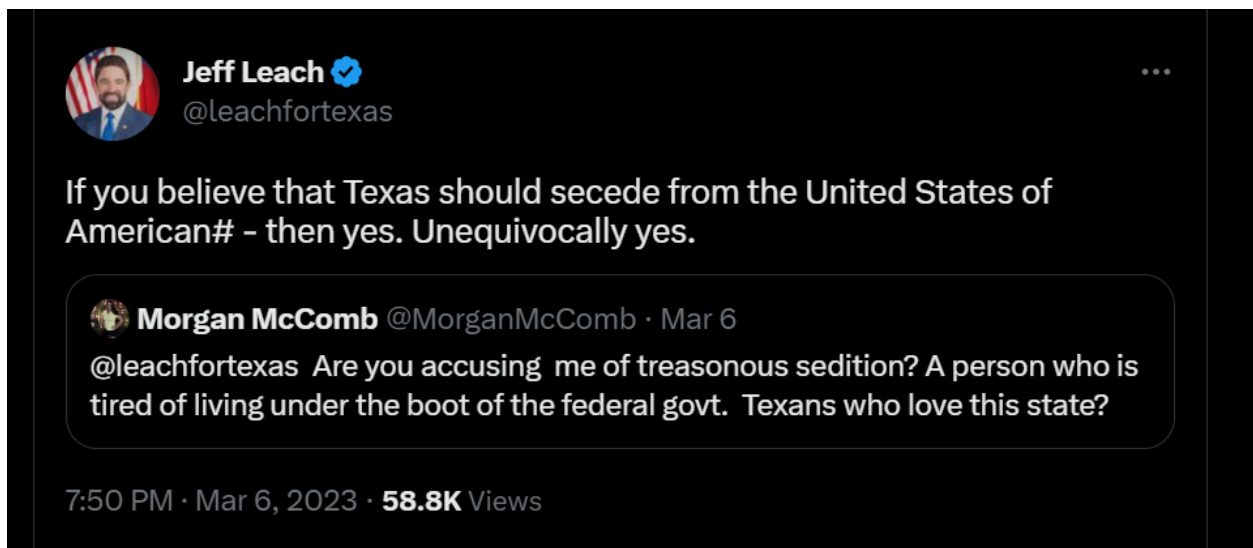 Jeff Leach
@leachfortexas
If you believe that Texas should secede from the United States of
American# - then yes. Unequivocally yes.
Morgan McComb @MorganMcComb · Mar 6
@leachfortexas  Are you accusing  me of treasonous sedition? A person who is
tired of living under the boot of the federal govt.  Texans who love this state?
7:50 PM · Mar 6, 2023 · 58.8K Views